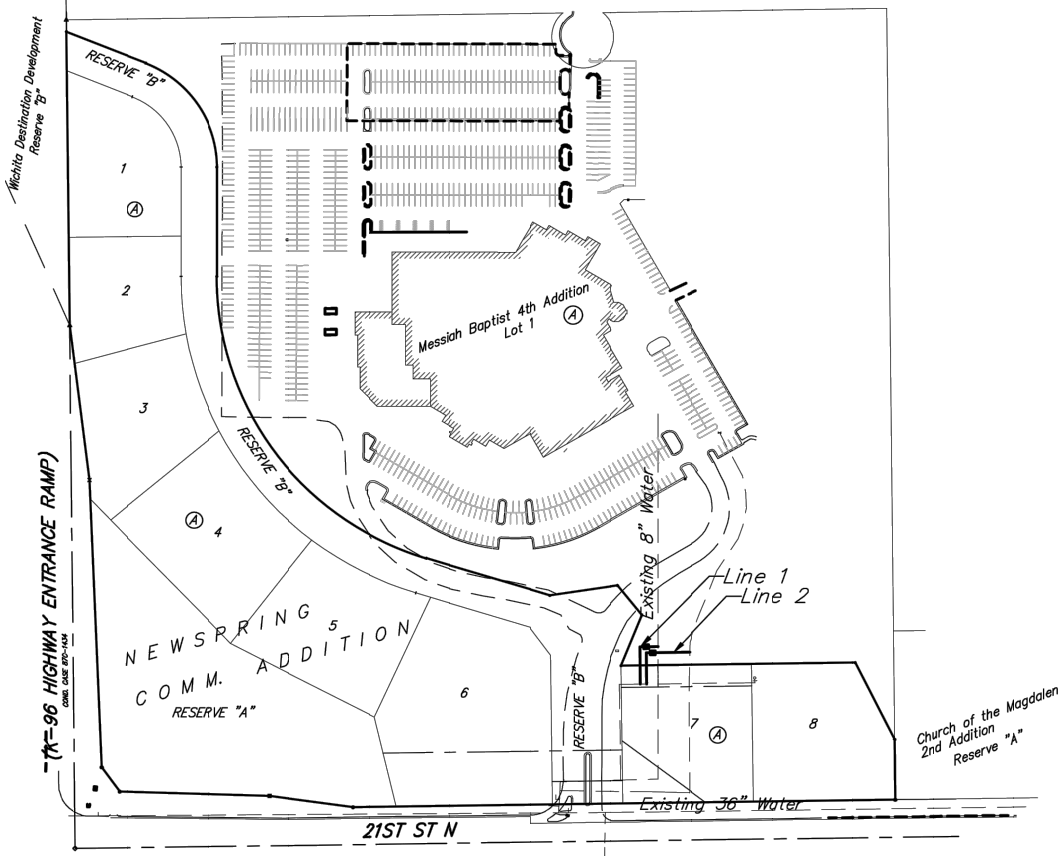 Wichita Destination Development
Reserve "B"
RESERVE "B"
1
A
2
3
A
4
RESERVE "B"
Messiah Baptist 4th Addition
Lot 1
A
Existing 8" Water
Line 1
Line 2
NEWSPRING
5
COMM. ADDITION
RESERVE "A"
6
RESERVE "B"
7
A
8
Church of the Magdalen
2nd Addition
Reserve "A"
(K-96 HIGHWAY ENTRANCE RAMP)
Existing 36" Water
21ST ST N